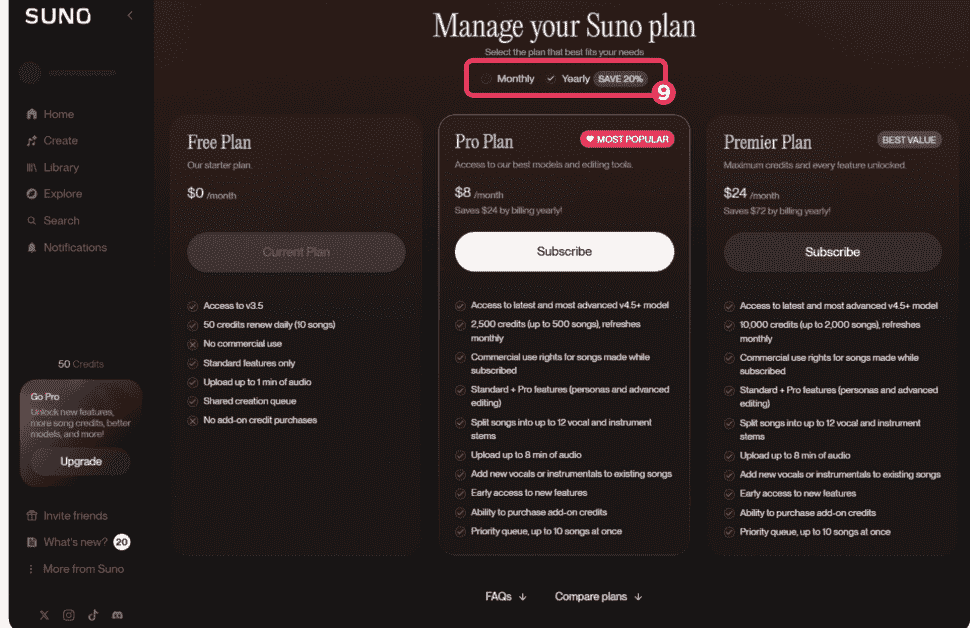 SUNO
Home
Create
Library
Explore
Search
Notifications
50 Credits
Go Pro
Unlock new features,
more song credits, better
models, and more!
Upgrade
Invite friends
What's new? 20
More from Suno
Manage your Suno plan
Select the plan that best fits your needs
Monthly Yearly SAVE 20%
9
Free Plan
Our starter plan.
$0 /month
Current Plan
Access to v3.5
50 credits renew daily (10 songs)
No commercial use
Standard features only
Upload up to 1 min of audio
Shared creation queue
No add-on credit purchases
Pro Plan
MOST POPULAR
Access to our best models and editing tools.
$8 /month
Saves $24 by billing yearly!
Subscribe
Access to latest and most advanced v4.5+ model
2,500 credits (up to 500 songs), refreshes
monthly
Commercial use rights for songs made while
subscribed
Standard + Pro features (personas and advanced
editing)
Split songs into up to 12 vocal and instrument
stems
Upload up to 8 min of audio
Add new vocals or instrumentals to existing songs
Early access to new features
Ability to purchase add-on credits
Priority queue, up to 10 songs at once
Premier Plan
BEST VALUE
Maximum credits and every feature unlocked.
$24 /month
Saves $72 by billing yearly!
Subscribe
Access to latest and most advanced v4.5+ model
10,000 credits (up to 2,000 songs), refreshes
monthly
Commercial use rights for songs made while
subscribed
Standard + Pro features (personas and advanced
editing)
Split songs into up to 12 vocal and instrument
stems
Upload up to 8 min of audio
Add new vocals or instrumentals to existing songs
Early access to new features
Ability to purchase add-on credits
Priority queue, up to 10 songs at once
FAQs
Compare plans